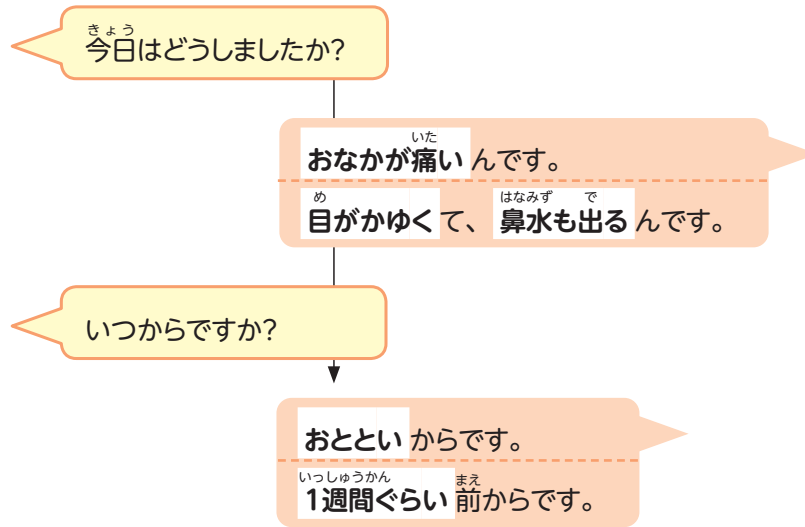 きょう
今日はどうしましたか?
いた
おなかが痛いんです。
め はなみず で
目がかゆくて、鼻水も出るんです。
いつからですか?
おとといからです。
いっしゅうかん まえ
1週間ぐらい前からです。